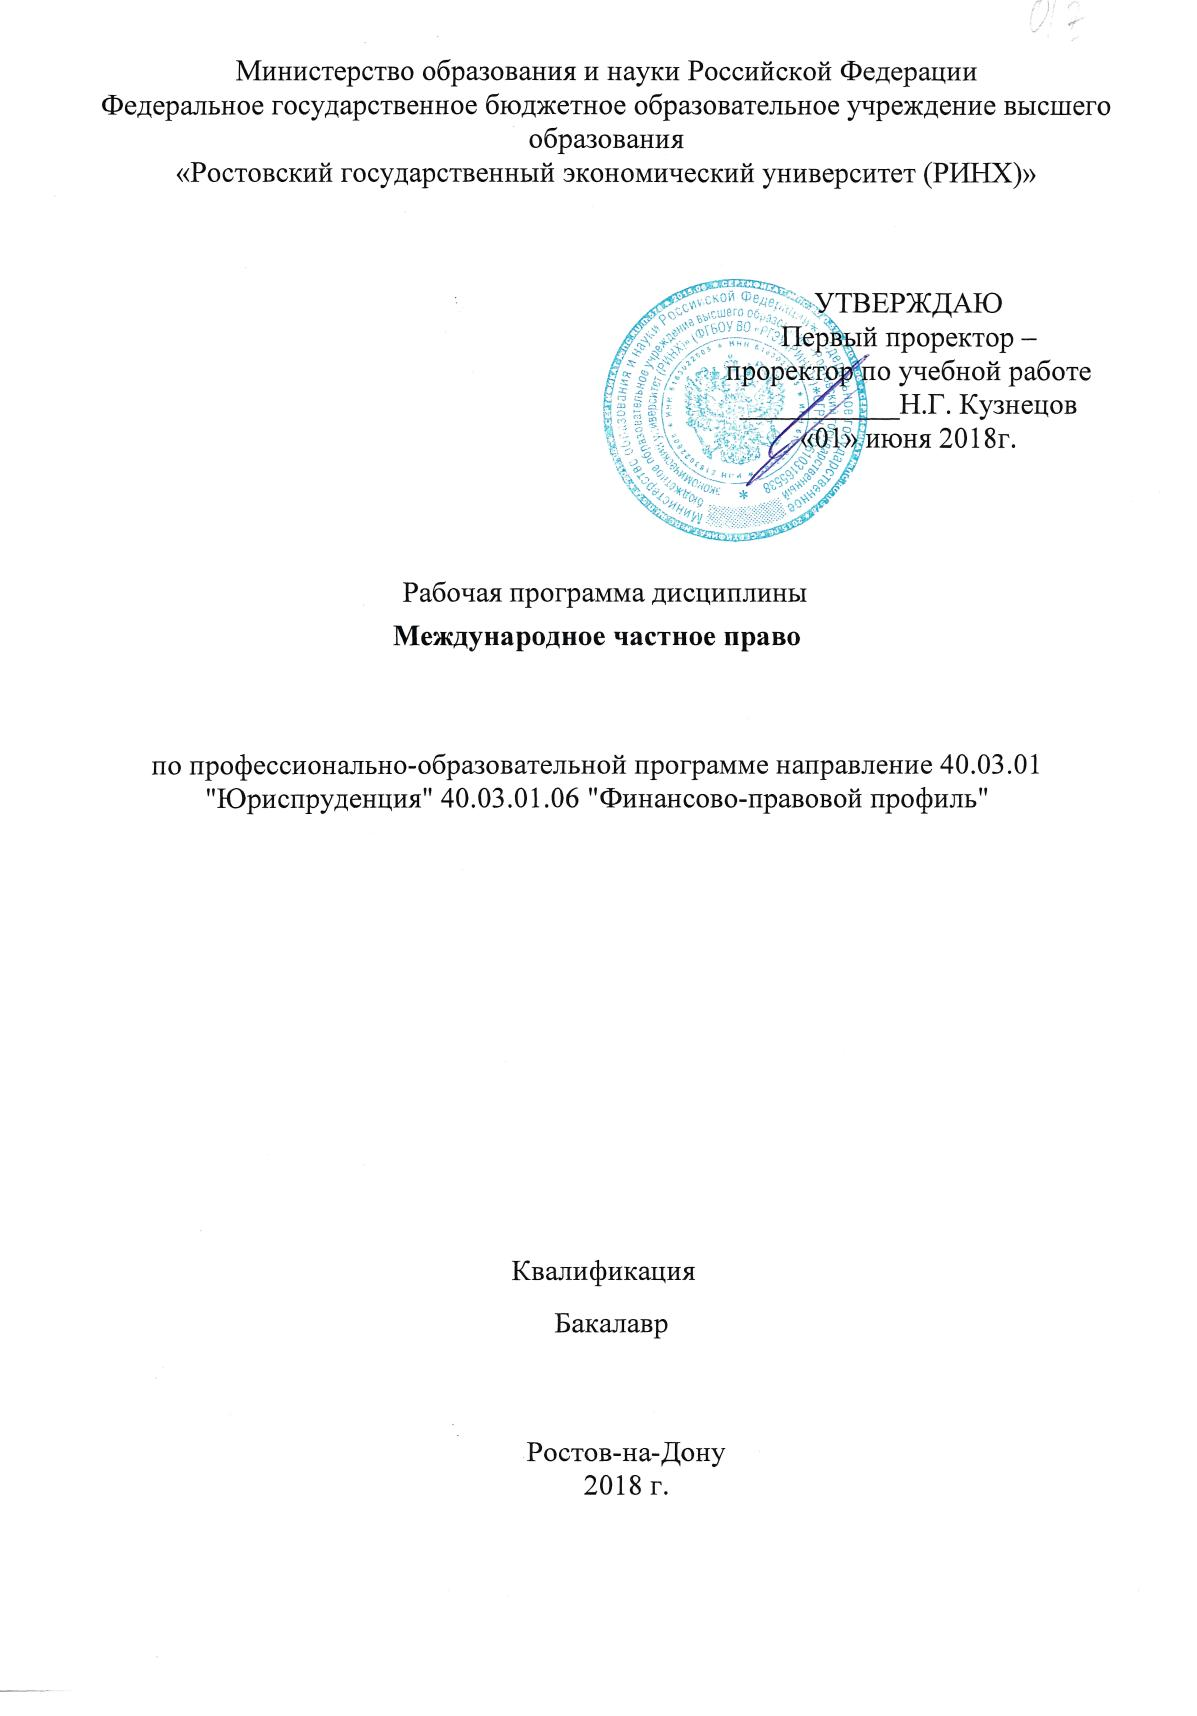 Министерство образования и науки Российской Федерации
Федеральное государственное бюджетное образовательное учреждение высшего
образования
«Ростовский государственный экономический университет (РИНХ)»
УТВЕРЖДАЮ
Первый проректор –
проректор по учебной работе
____________Н.Г. Кузнецов
«01» июня 2018г.
Рабочая программа дисциплины
Международное частное право
по профессионально-образовательной программе направление 40.03.01
"Юриспруденция" 40.03.01.06 "Финансово-правовой профиль"
Квалификация
Бакалавр
Ростов-на-Дону
2018 г.